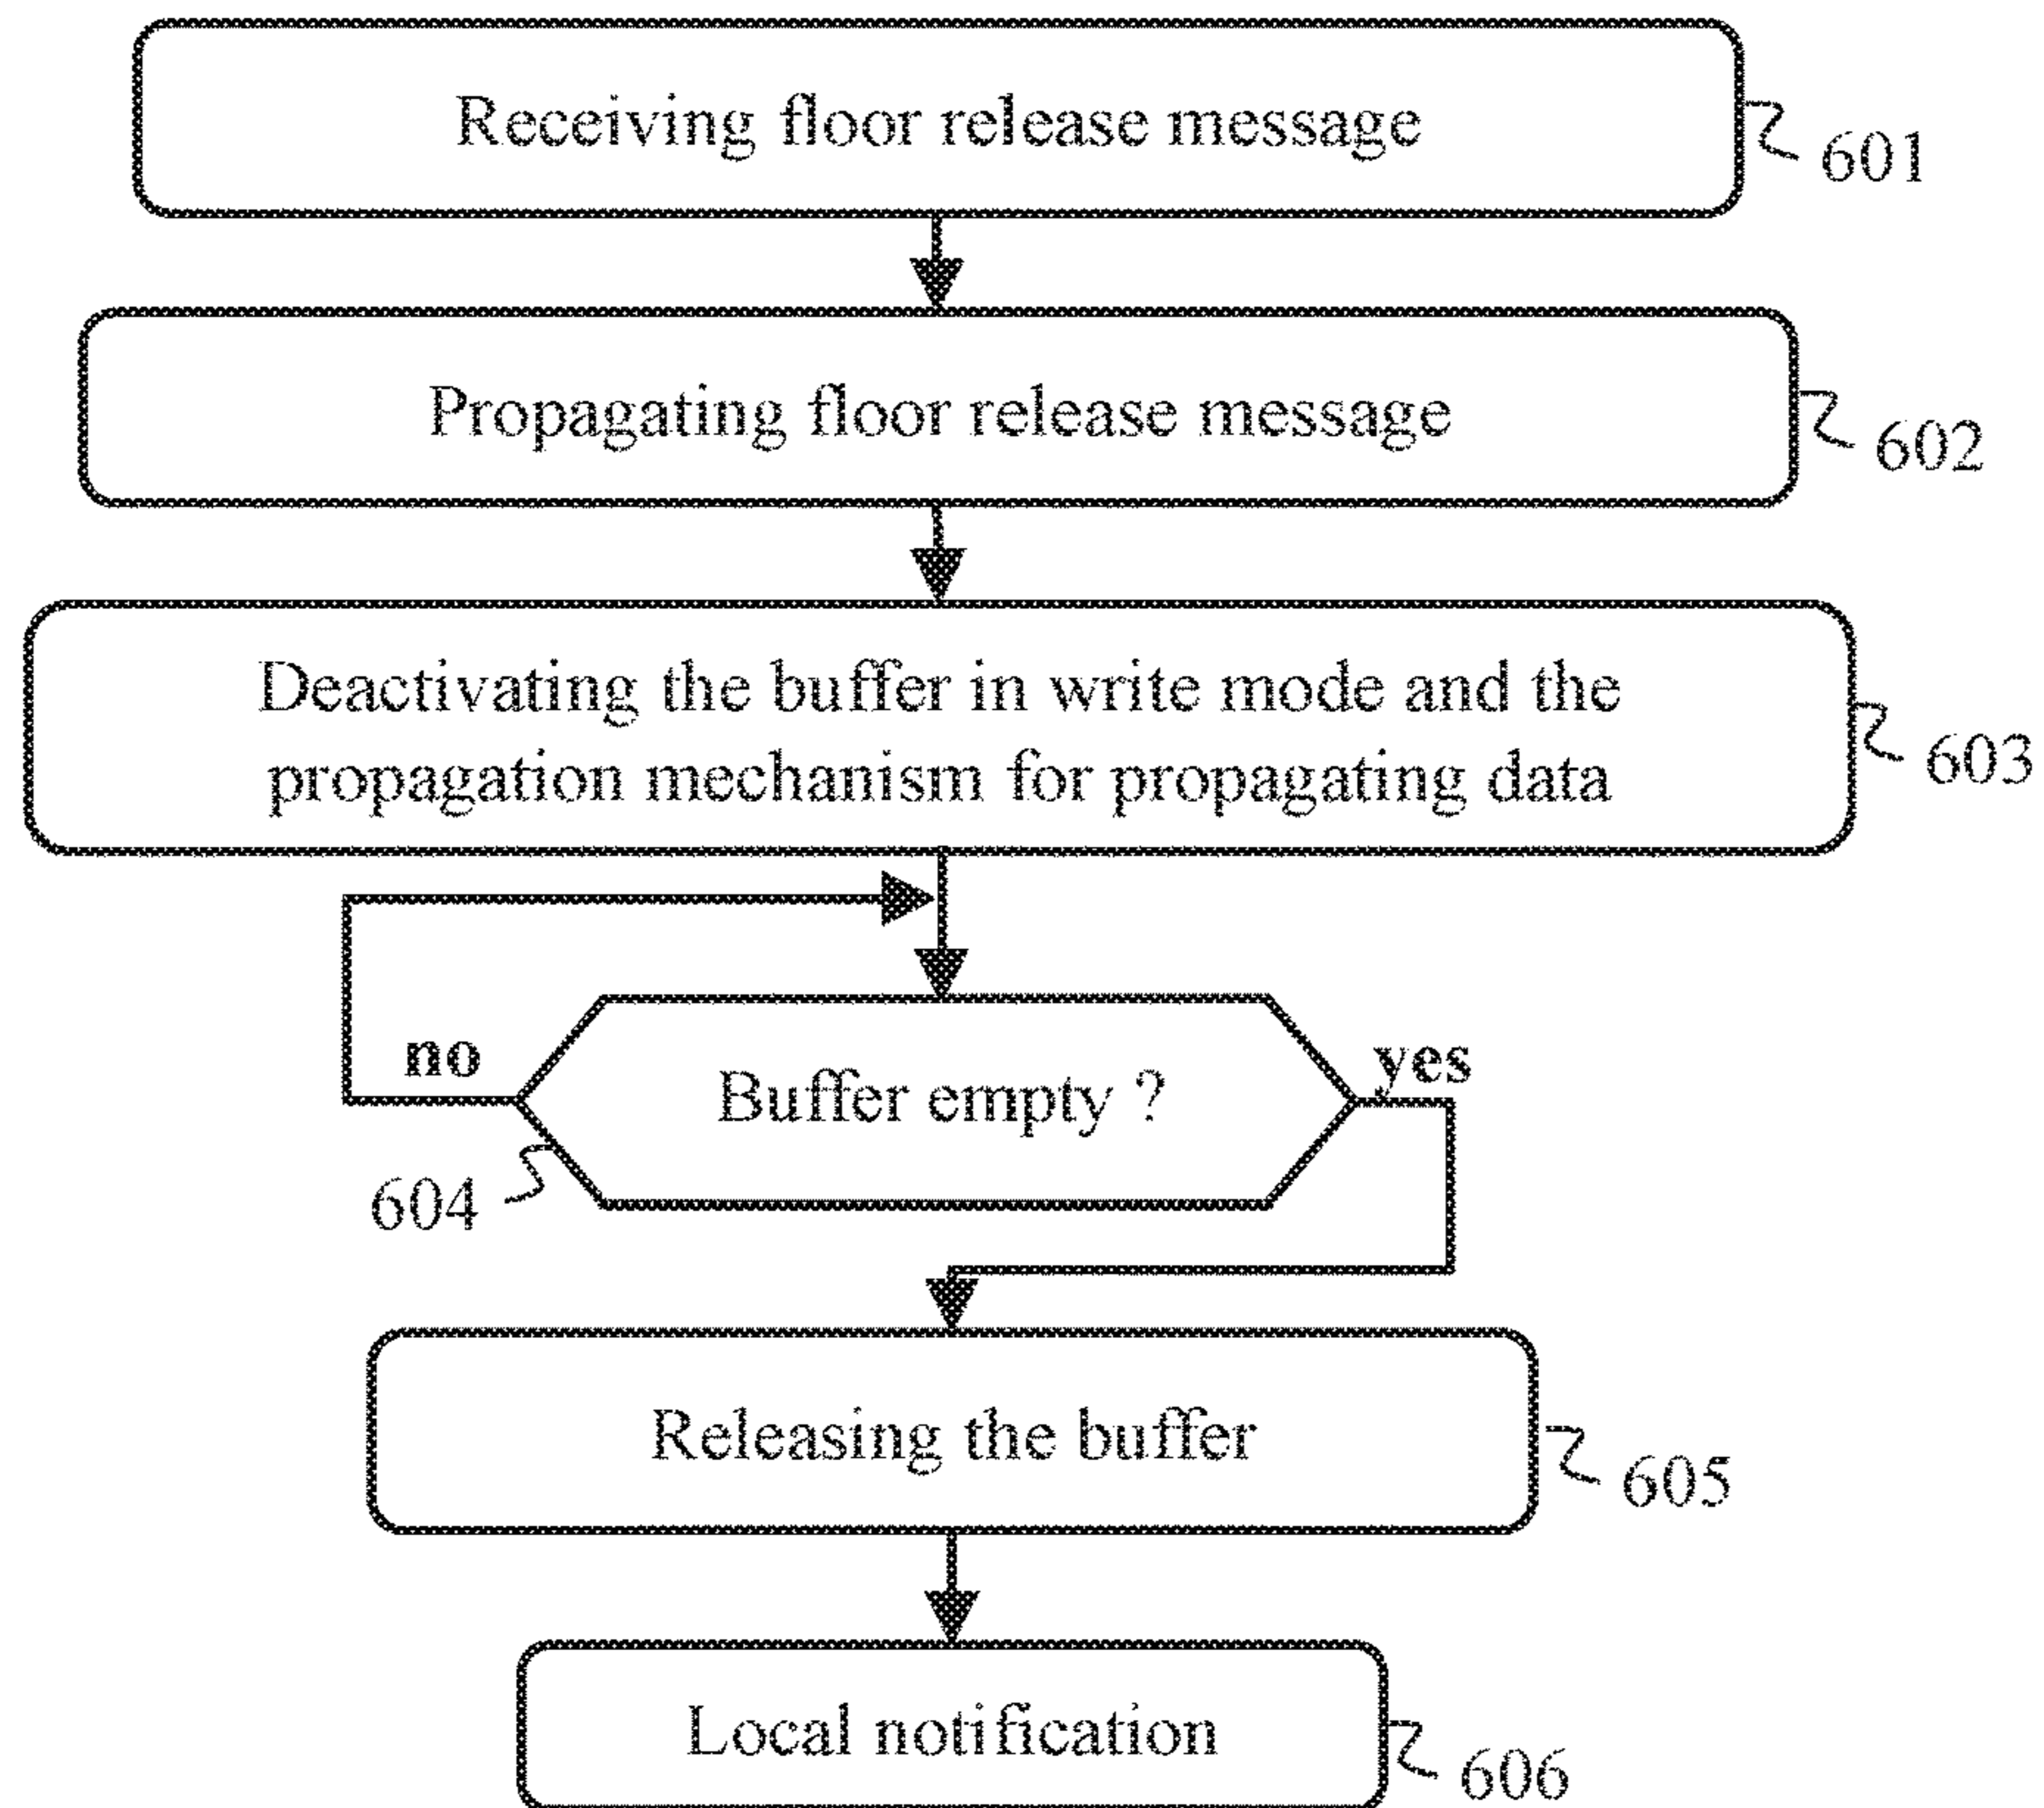 Receiving floor release message
601
Propagating floor release message
602
Deactivating the buffer in write mode and the
propagation mechanism for propagating data
603
no
yes
Buffer empty ?
604
Releasing the buffer
605
Local notification
606